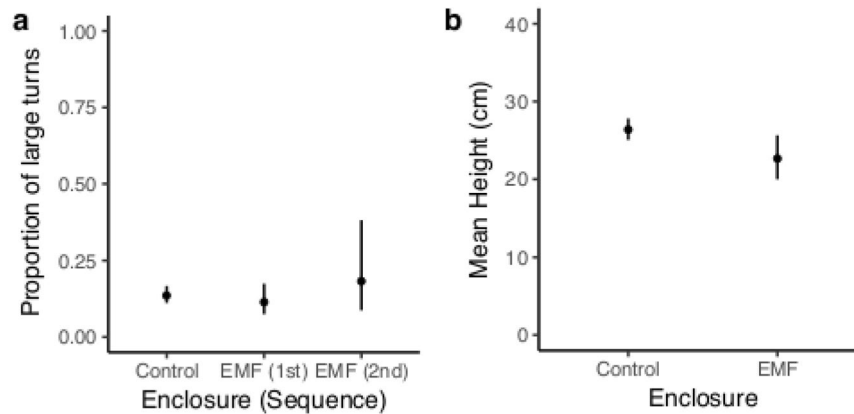 a
Proportion of large turns
1.00
0.75
0.50
0.25
0.00
Control EMF (1st) EMF (2nd)
Enclosure (Sequence)
b
Mean Height (cm)
40
30
20
10
0
Control EMF
Enclosure